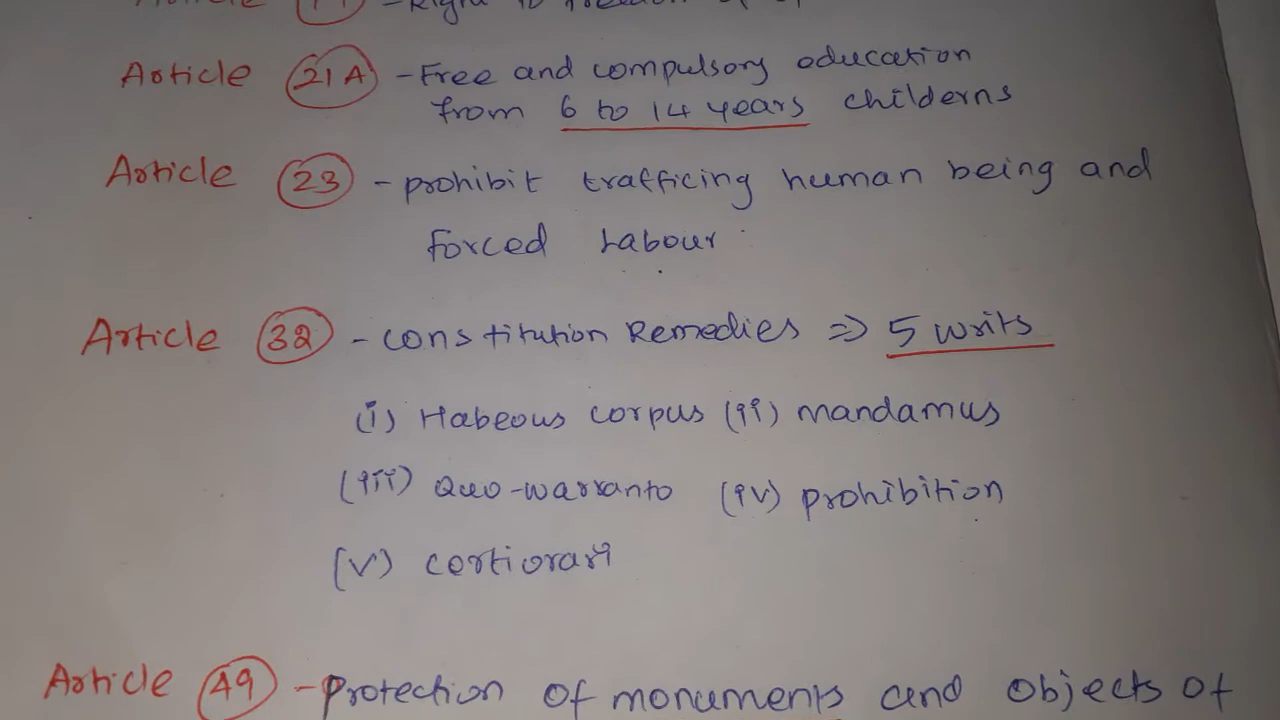 Article 21A - Free and compulsory education
from 6 to 14 years childerns
Article 23 - prohibit trafficing human being and
forced Labour
Article 32 - constitution Remedies => 5 writs
(i) Habeous corpus (ii) mandamus
(iii) Quo-warranto (iv) prohibition
(v) certiorari
Article 49 - Protection of monuments and objects of